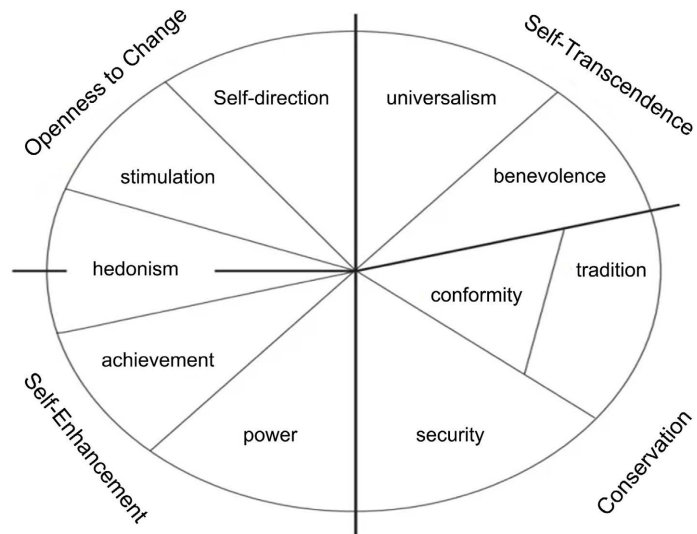 Openness to Change
Self-Transcendence
Self-direction
universalism
stimulation
benevolence
hedonism
tradition
conformity
achievement
power
security
Self-Enhancement
Conservation